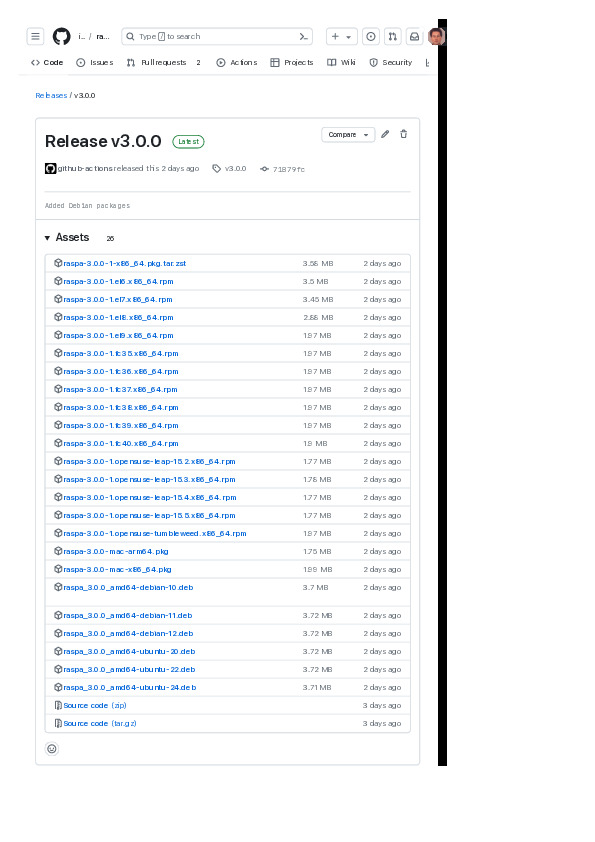 i... / ra...
Type / to search
Code Issues Pull requests 2 Actions Projects Wiki Security
Releases / v3.0.0
Release v3.0.0 Latest Compare
github-actions released this 2 days ago v3.0.0 71879fc
Added Debian packages
Assets 26
raspa-3.0.0-1-x86_64.pkg.tar.zst 3.58 MB 2 days ago
raspa-3.0.0-1.el6.x86_64.rpm 3.5 MB 2 days ago
raspa-3.0.0-1.el7.x86_64.rpm 3.45 MB 2 days ago
raspa-3.0.0-1.el8.x86_64.rpm 2.88 MB 2 days ago
raspa-3.0.0-1.el9.x86_64.rpm 1.97 MB 2 days ago
raspa-3.0.0-1.fc35.x86_64.rpm 1.97 MB 2 days ago
raspa-3.0.0-1.fc36.x86_64.rpm 1.97 MB 2 days ago
raspa-3.0.0-1.fc37.x86_64.rpm 1.97 MB 2 days ago
raspa-3.0.0-1.fc38.x86_64.rpm 1.97 MB 2 days ago
raspa-3.0.0-1.fc39.x86_64.rpm 1.97 MB 2 days ago
raspa-3.0.0-1.fc40.x86_64.rpm 1.9 MB 2 days ago
raspa-3.0.0-1.opensuse-leap-15.2.x86_64.rpm 1.77 MB 2 days ago
raspa-3.0.0-1.opensuse-leap-15.3.x86_64.rpm 1.78 MB 2 days ago
raspa-3.0.0-1.opensuse-leap-15.4.x86_64.rpm 1.77 MB 2 days ago
raspa-3.0.0-1.opensuse-leap-15.5.x86_64.rpm 1.77 MB 2 days ago
raspa-3.0.0-1.opensuse-tumbleweed.x86_64.rpm 1.97 MB 2 days ago
raspa-3.0.0-mac-arm64.pkg 1.75 MB 2 days ago
raspa-3.0.0-mac-x86_64.pkg 1.99 MB 2 days ago
raspa_3.0.0_amd64-debian-10.deb 3.7 MB 2 days ago
raspa_3.0.0_amd64-debian-11.deb 3.72 MB 2 days ago
raspa_3.0.0_amd64-debian-12.deb 3.72 MB 2 days ago
raspa_3.0.0_amd64-ubuntu-20.deb 3.72 MB 2 days ago
raspa_3.0.0_amd64-ubuntu-22.deb 3.72 MB 2 days ago
raspa_3.0.0_amd64-ubuntu-24.deb 3.71 MB 2 days ago
Source code (zip) 3 days ago
Source code (tar.gz) 3 days ago